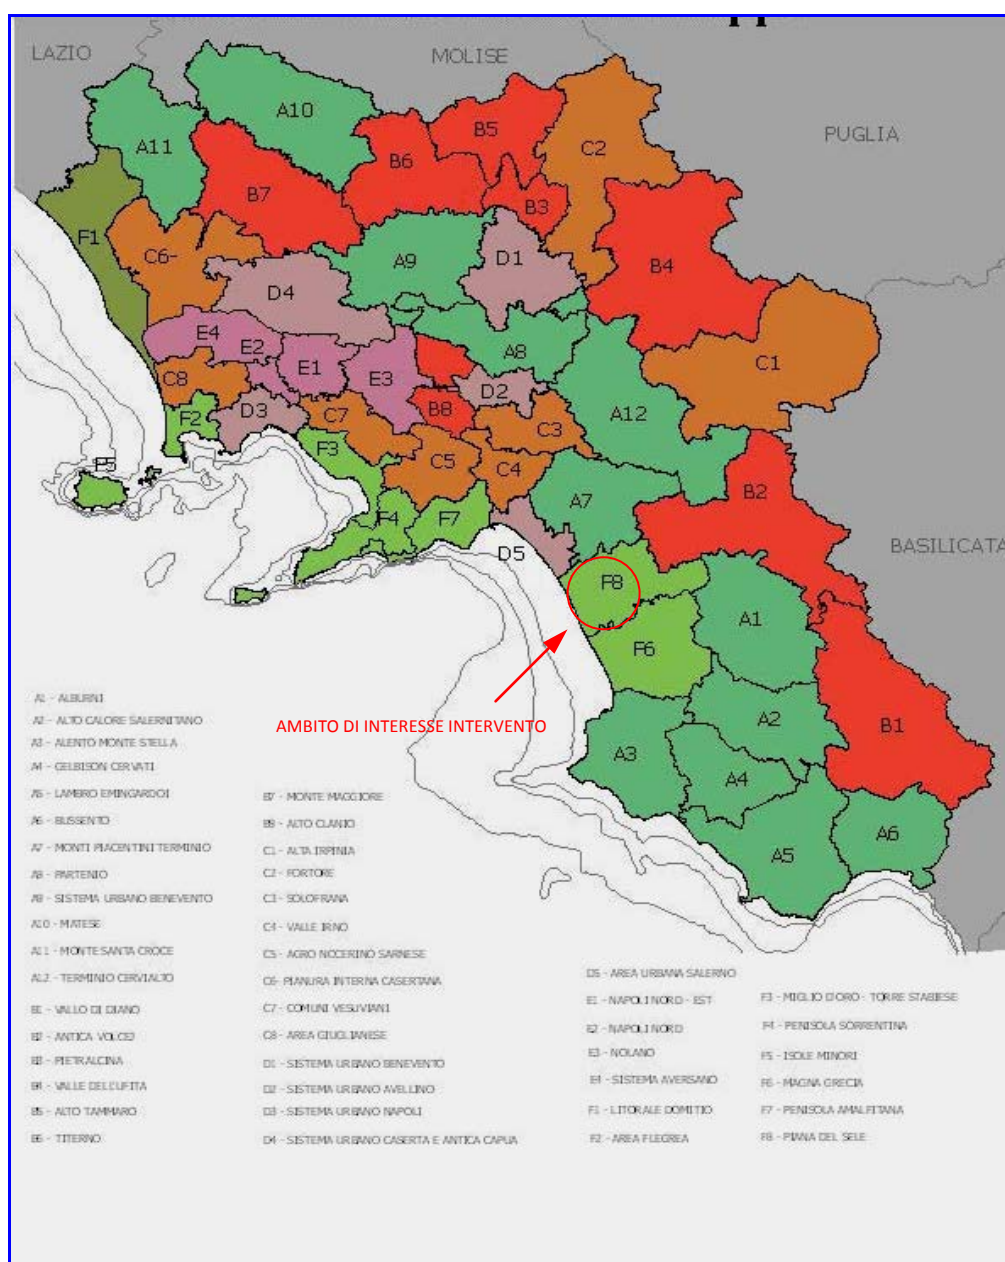 LAZIO
MOLISE
PUGLIA
BASILICATA
A10
A11
B5
C2
B6
B7
B3
F1
C6-
A9
D1
B4
D4
E4
E2
E1
E3
A8
C1
C8
D2
B8
A12
F2
D3
C7
C3
F3
C5
C4
F5
B2
F4
F7
A7
D5
F8
A1
F6
A2
B1
A3
A4
A5
A6
AMBITO DI INTERESSE INTERVENTO
A1 - ALBURNI
A2 - ALTO CALORE SALERNITANO
A3 - ALENTO MONTE STELLA
A4 - GELBISON CERVATI
A5 - LAMBRO E MINGARDO
A6 - BUSSENTO
A7 - MONTI PIACENTINI TERMINIO
A8 - PARTENIO
A9 - SISTEMA URBANO BENEVENTO
A10 - MATESE
A11 - MONTE SANTA CROCE
A12 - TERMINIO CERVIALTO
B1 - VALLO DI DIANO
B2 - ANTICA VOLCEJ
B3 - PIETRALCINA
B4 - VALLE DELL'UFITA
B5 - ALTO TAMMARO
B6 - TITERNO
B7 - MONTE MAGGIORE
B8 - ALTO CLANIO
C1 - ALTA IRPINIA
C2 - FORTORE
C3 - SOLOFRANA
C4 - VALLE IRNO
C5 - AGRO NOCERINO SARNESE
C6- PIANURA INTERNA CASERTANA
C7 - COMUNI VESUVIANI
C8 - AREA GIUGLIANESE
D1 - SISTEMA URBANO BENEVENTO
D2 - SISTEMA URBANO AVELLINO
D3 - SISTEMA URBANO NAPOLI
D4 - SISTEMA URBANO CASERTA E ANTICA CAPUA
D5 - AREA URBANA SALERNO
E1 - NAPOLI NORD - EST
E2 - NAPOLI NORD
E3 - NOLANO
E4 - SISTEMA AVERSANO
F1 - LITORALE DOMITIO
F2 - AREA FLEGREA
F3 - MIGLIO D'ORO - TORRE STABIESE
F4 - PENISOLA SORRENTINA
F5 - ISOLE MINORI
F6 - MAGNA GRECIA
F7 - PENISOLA AMALFITANA
F8 - PIANA DEL SELE